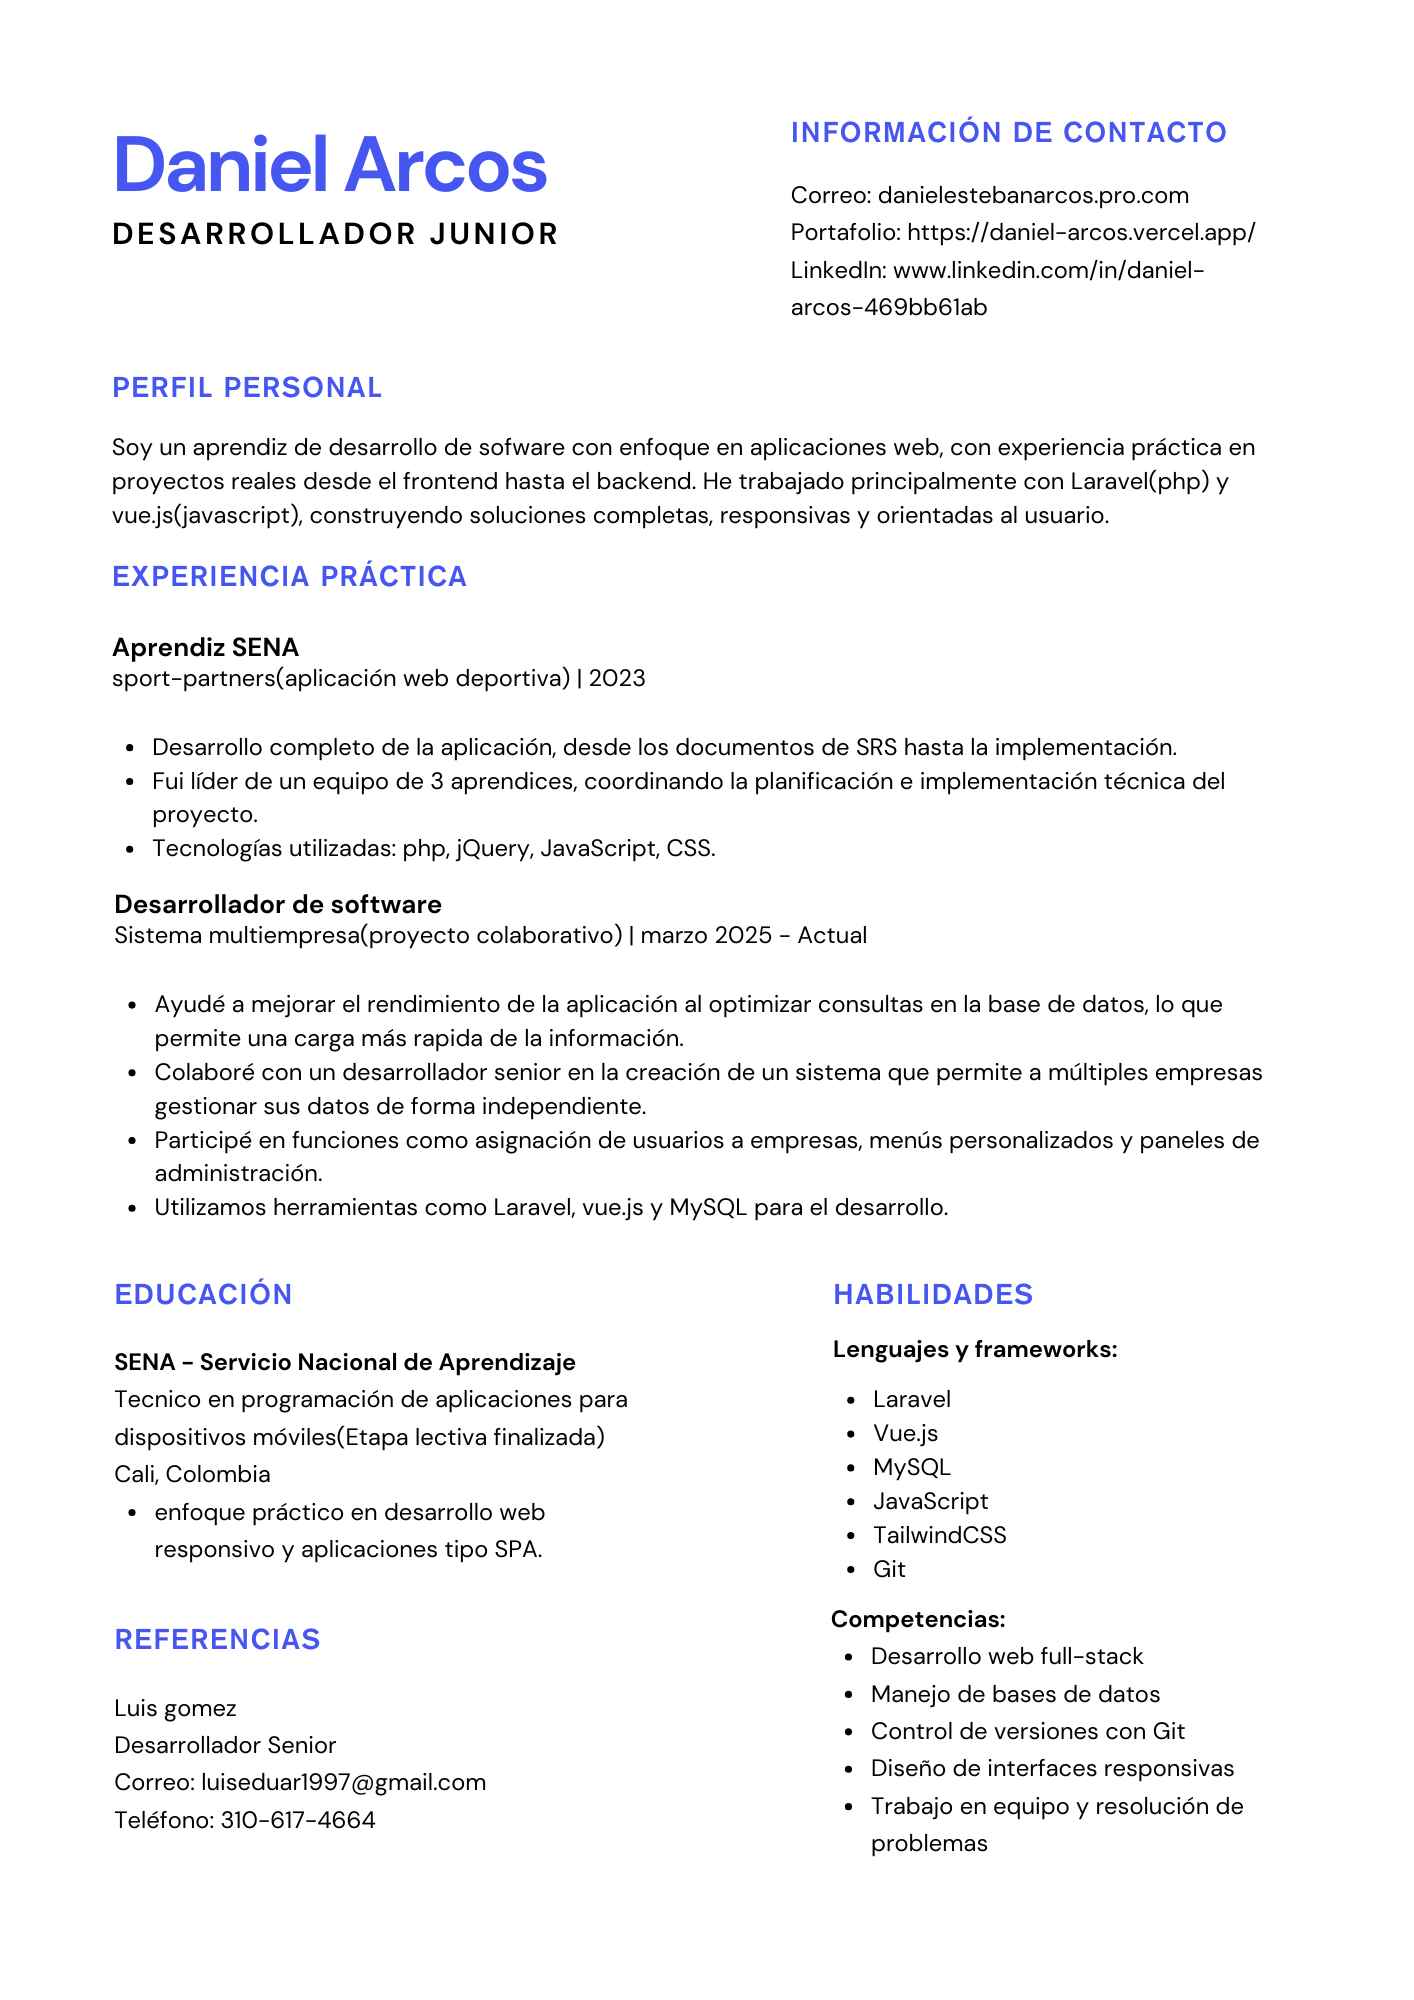 Daniel Arcos
DESARROLLADOR JUNIOR
INFORMACIÓN DE CONTACTO
Correo: danielestebanarcos.pro.com
Portafolio: https://daniel-arcos.vercel.app/
LinkedIn: www.linkedin.com/in/daniel-
arcos-469bb61ab
PERFIL PERSONAL
Soy un aprendiz de desarrollo de sofware con enfoque en aplicaciones web, con experiencia práctica en
proyectos reales desde el frontend hasta el backend. He trabajado principalmente con Laravel(php) y
vue.js(javascript), construyendo soluciones completas, responsivas y orientadas al usuario.
EXPERIENCIA PRÁCTICA
Aprendiz SENA
sport-partners(aplicación web deportiva) | 2023
• Desarrollo completo de la aplicación, desde los documentos de SRS hasta la implementación.
• Fui líder de un equipo de 3 aprendices, coordinando la planificación e implementación técnica del
proyecto.
• Tecnologías utilizadas: php, jQuery, JavaScript, CSS.
Desarrollador de software
Sistema multiempresa(proyecto colaborativo) | marzo 2025 - Actual
• Ayudé a mejorar el rendimiento de la aplicación al optimizar consultas en la base de datos, lo que
permite una carga más rapida de la información.
• Colaboré con un desarrollador senior en la creación de un sistema que permite a múltiples empresas
gestionar sus datos de forma independiente.
• Participé en funciones como asignación de usuarios a empresas, menús personalizados y paneles de
administración.
• Utilizamos herramientas como Laravel, vue.js y MySQL para el desarrollo.
EDUCACIÓN
SENA - Servicio Nacional de Aprendizaje
Tecnico en programación de aplicaciones para
dispositivos móviles(Etapa lectiva finalizada)
Cali, Colombia
• enfoque práctico en desarrollo web
responsivo y aplicaciones tipo SPA.
REFERENCIAS
Luis gomez
Desarrollador Senior
Correo: luiseduar1997@gmail.com
Teléfono: 310-617-4664
HABILIDADES
Lenguajes y frameworks:
• Laravel
• Vue.js
• MySQL
• JavaScript
• TailwindCSS
• Git
Competencias:
• Desarrollo web full-stack
• Manejo de bases de datos
• Control de versiones con Git
• Diseño de interfaces responsivas
• Trabajo en equipo y resolución de
problemas